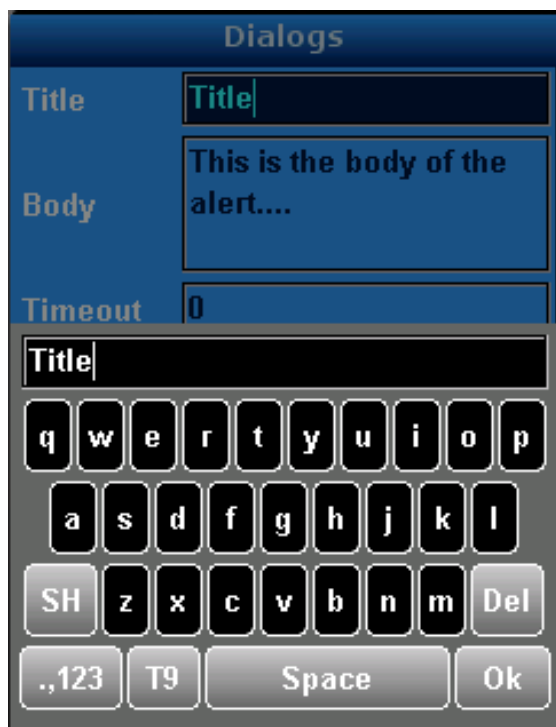 Dialogs
Title Title
Body This is the body of the
alert....
Timeout 0
Title
q w e r t y u i o p
a s d f g h j k l
SH z x c v b n m Del
.,123 T9 Space Ok